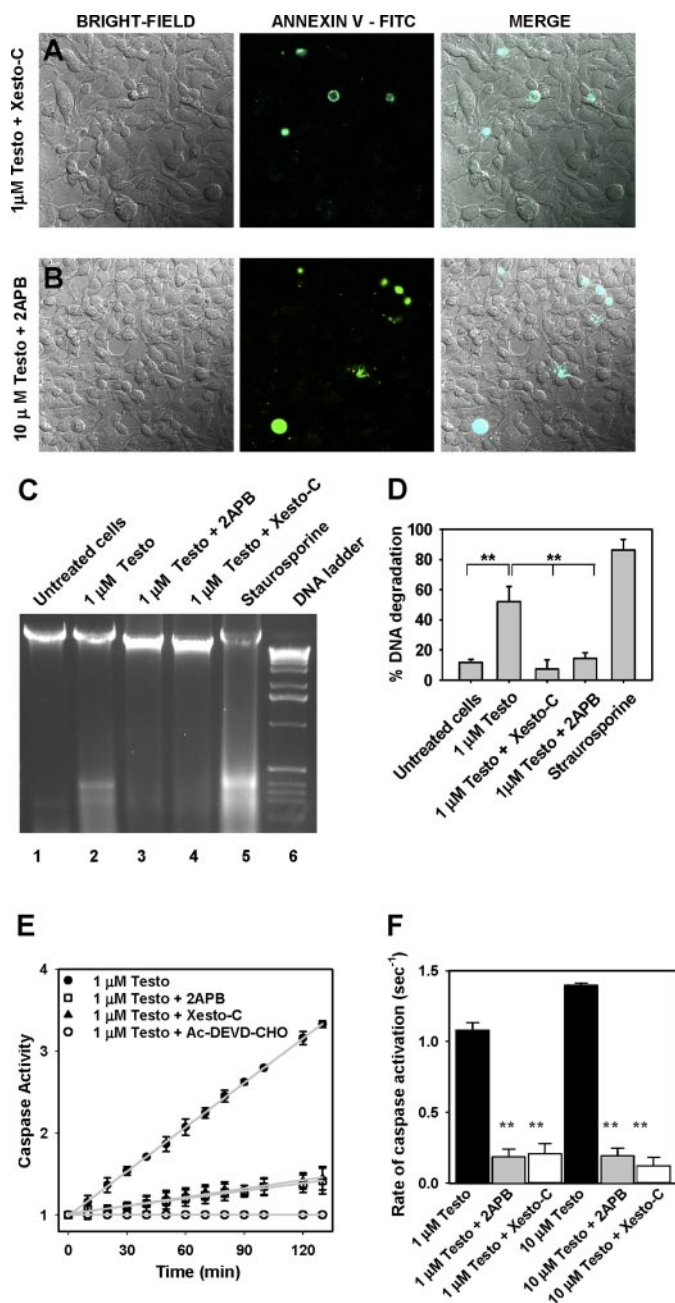 BRIGHT-FIELD ANNEXIN V - FITC MERGE
A
1µM Testo + Xesto-C
B
10 µ M Testo + 2APB
C
Untreated cells
1 µM Testo
1 µM Testo + 2APB
1 µM Testo + Xesto-C
Staurosporine
DNA ladder
1 2 3 4 5 6
D
% DNA degradation
100
80
60
40
20
0
** **
Untreated cells
1 µM Testo
1 µM Testo + Xesto-C
1µM Testo + 2APB
Straurosporine
E
Caspase Activity
4
3
2
1
1 µM Testo
1 µM Testo + 2APB
1 µM Testo + Xesto-C
1 µM Testo + Ac-DEVD-CHO
0 30 60 90 120
Time (min)
F
Rate of caspase activation (sec⁻¹)
1.5
1.0
0.5
0.0
** ** ** **
1 µM Testo
1 µM Testo + 2APB
1 µM Testo + Xesto-C
10 µM Testo
10 µM Testo + 2APB
10 µM Testo + Xesto-C